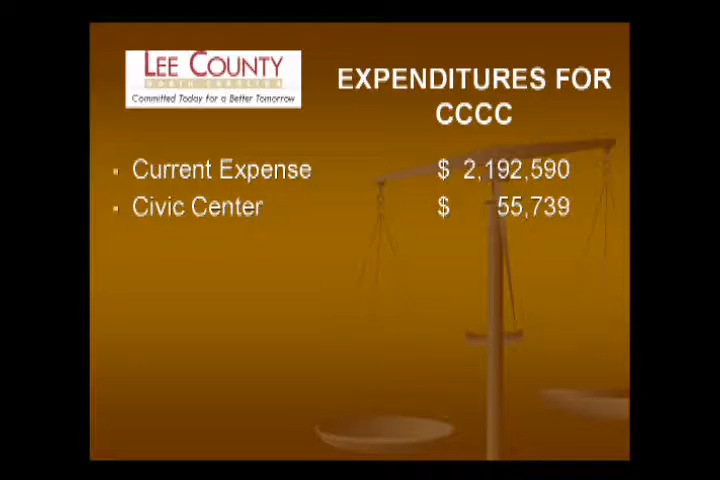 LEE COUNTY
NORTH CAROLINA
Committed Today for a Better Tomorrow
EXPENDITURES FOR
CCCC
▪ Current Expense $ 2,192,590
▪ Civic Center $ 55,739